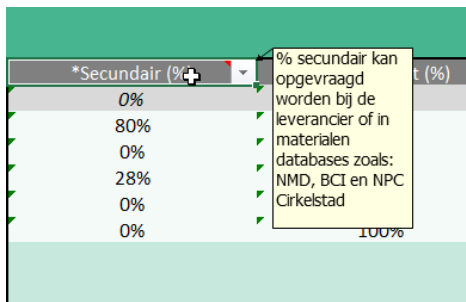 *Secundair (%)
t (%)
% secundair kan
opgevraagd
worden bij de
leverancier of in
materialen
databases zoals:
NMD, BCI en NPC
Cirkelstad
0%
80%
0%
28%
0%
0%
100%